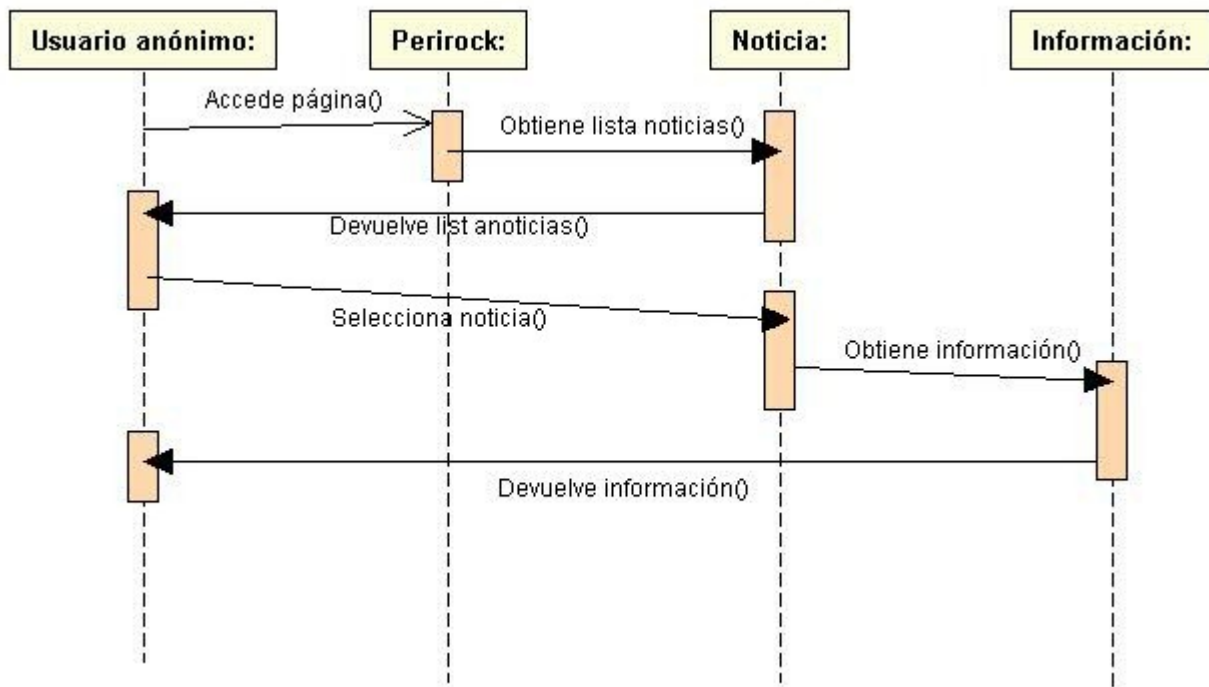 Usuario anónimo:
Perirock:
Noticia:
Información:
Accede página()
Obtiene lista noticias()
Devuelve list anoticias()
Selecciona noticia()
Obtiene información()
Devuelve información()